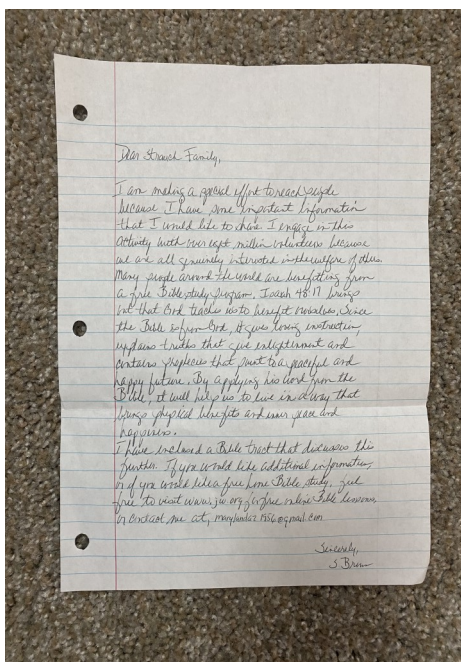 Dear Strauch Family,
I am making a special effort to reach people
because I have some important information
that I would like to share. I engage in this
activity with over eight million volunteers because
we are all genuinely interested in the welfare of others.
Many people around the world are benefitting from
a free Bible study program. Isaiah 48:17 brings
out that God teaches us to benefit ourselves. Since
the Bible is from God, it gives loving instruction,
explains truths that give enlightenment and
contains prophecies that point to a peaceful and
happy future. By applying his word from the
Bible, it will help us to live in a way that
brings physical benefits and inner peace and
happiness.
I have inclosed a Bible tract that discusses this
further. If you would like additional information,
or if you would like a free home Bible study, feel
free to visit www.jw.org for free online Bible lessons,
or contact me at, @gmail.com
Sincerely,
S. Brown